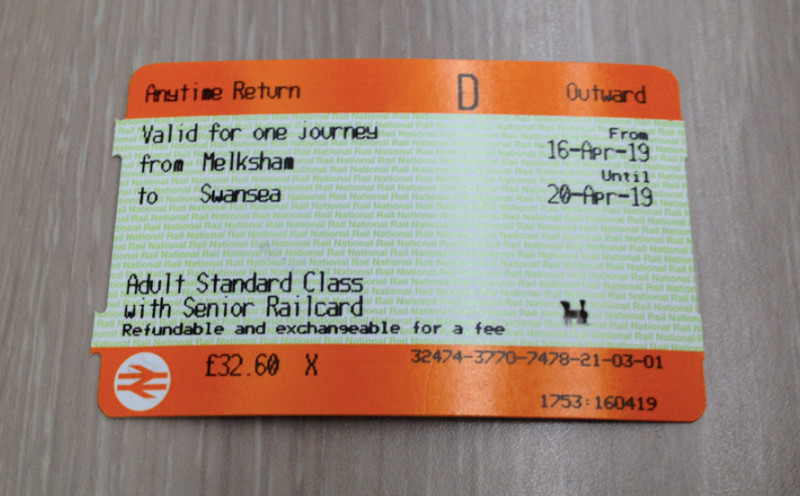 Anytime Return D Outward
Valid for one journey
From
from Melksham
16-Apr-19
Until
to Swansea
20-Apr-19
Adult Standard Class
with Senior Railcard
Refundable and exchangeable for a fee
£32.60 X
32474-3770-7478-21-03-01
1753:160419